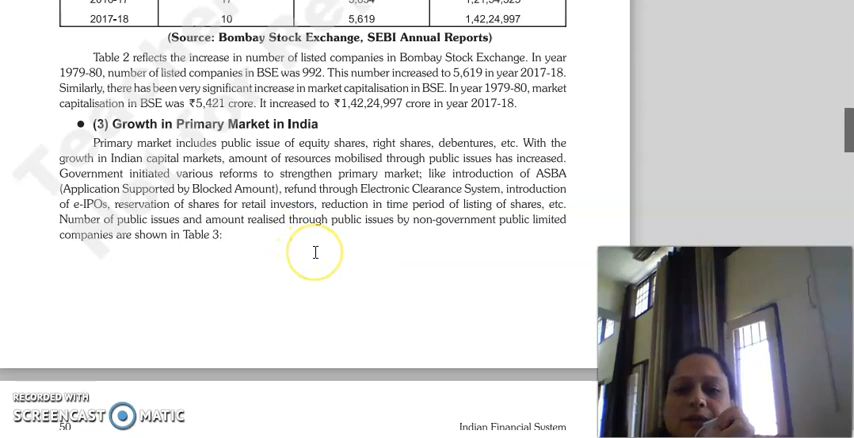 2017-18 10 5,619 1,42,24,997
(Source: Bombay Stock Exchange, SEBI Annual Reports)
Table 2 reflects the increase in number of listed companies in Bombay Stock Exchange. In year
1979-80, number of listed companies in BSE was 992. This number increased to 5,619 in year 2017-18.
Similarly, there has been very significant increase in market capitalisation in BSE. In year 1979-80, market
capitalisation in BSE was ₹5,421 crore. It increased to ₹1,42,24,997 crore in year 2017-18.
● (3) Growth in Primary Market in India
Primary market includes public issue of equity shares, right shares, debentures, etc. With the
growth in Indian capital markets, amount of resources mobilised through public issues has increased.
Government initiated various reforms to strengthen primary market; like introduction of ASBA
(Application Supported by Blocked Amount), refund through Electronic Clearance System, introduction
of e-IPOs, reservation of shares for retail investors, reduction in time period of listing of shares, etc.
Number of public issues and amount realised through public issues by non-government public limited
companies are shown in Table 3:
RECORDED WITH
SCREENCAST MATIC
50 Indian Financial System